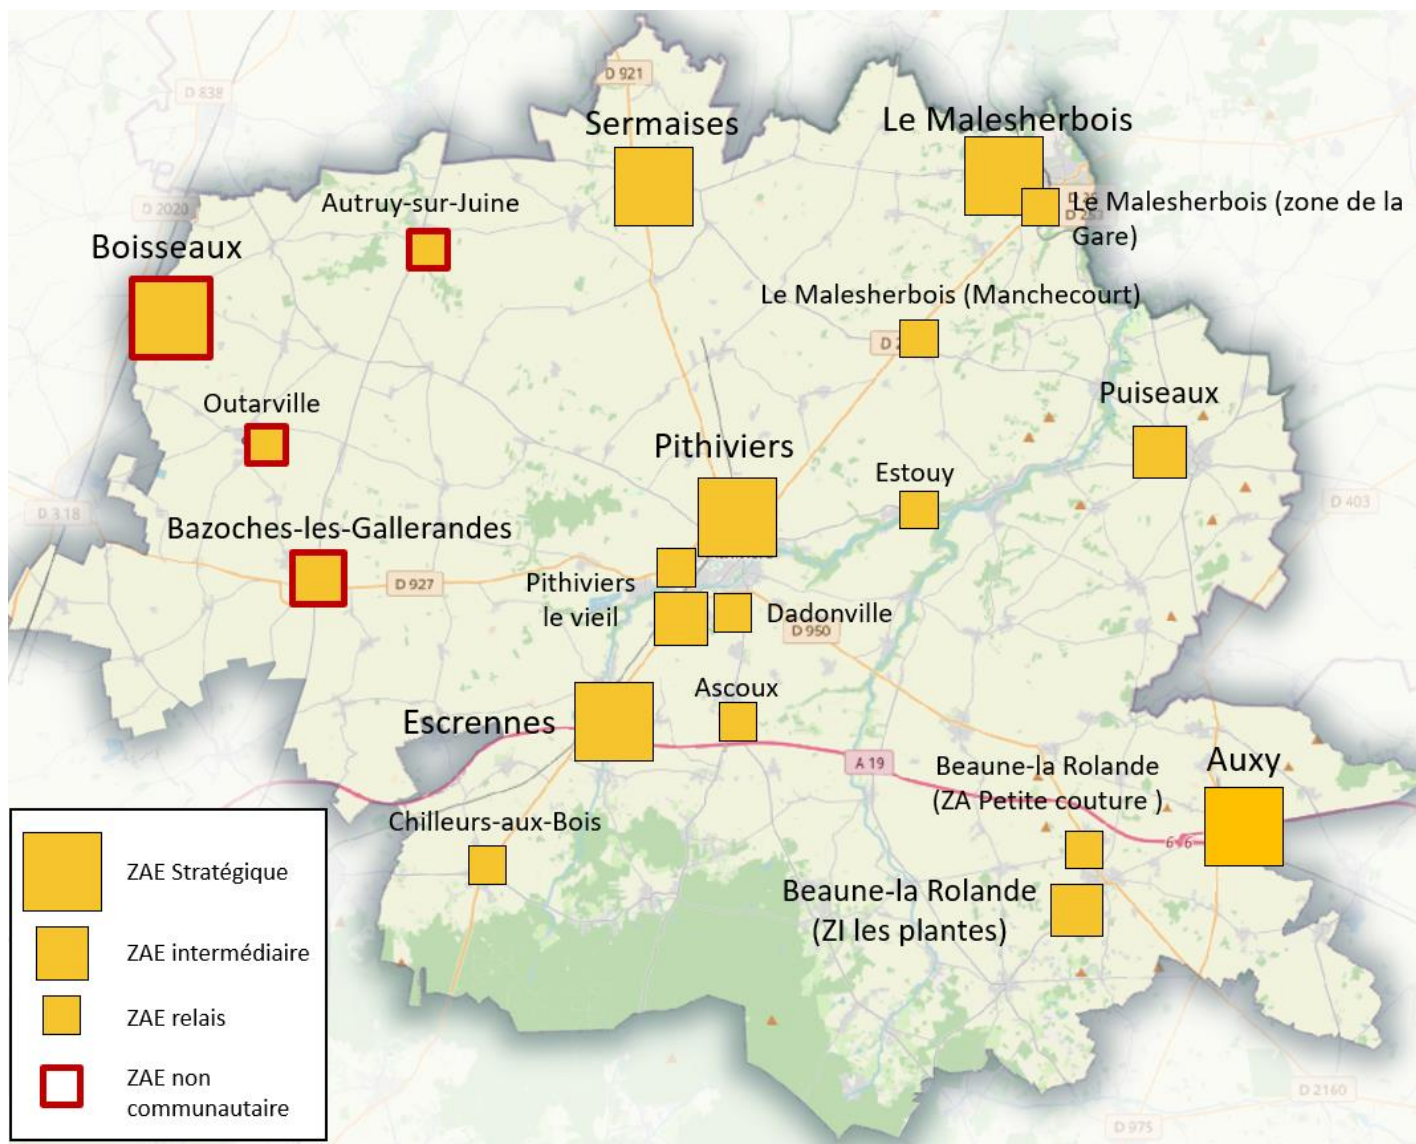 D 921
D 838
Sermaises
Le Malesherbois
D 2020
Autruy-sur-Juine
Le Malesherbois (zone de la
Gare)
Boisseaux
Le Malesherbois (Manchecourt)
Outarville
Puiseaux
Pithiviers
Estouy
D 403
Bazoches-les-Gallerandes
D 927
Pithiviers
le vieil
Dadonville
D 950
Ascoux
Escrennes
A 19
Auxy
Beaune-la Rolande
(ZA Petite couture )
Chilleurs-aux-Bois
Beaune-la Rolande
(ZI les plantes)
ZAE Stratégique
ZAE intermédiaire
ZAE relais
ZAE non
communautaire
D 2160
D 975